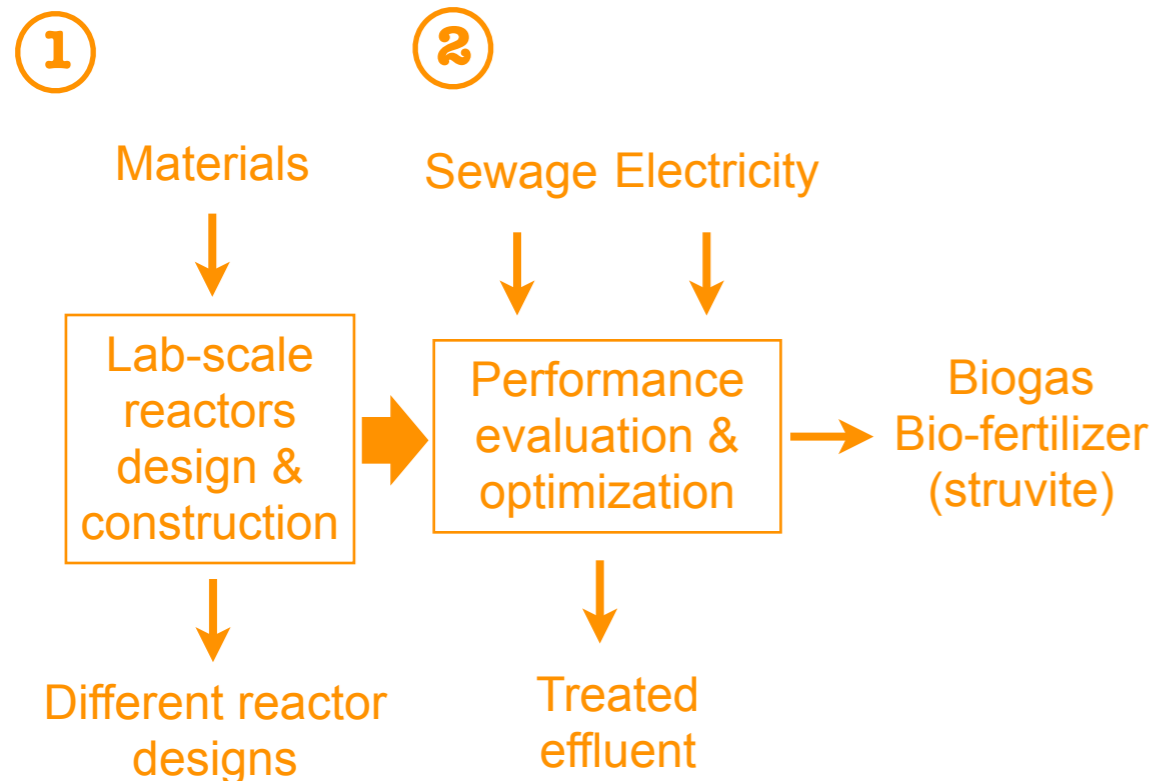 1
2
Materials
Sewage Electricity
Lab-scale
reactors
design &
construction
Performance
evaluation &
optimization
Biogas
Bio-fertilizer
(struvite)
Different reactor
designs
Treated
effluent